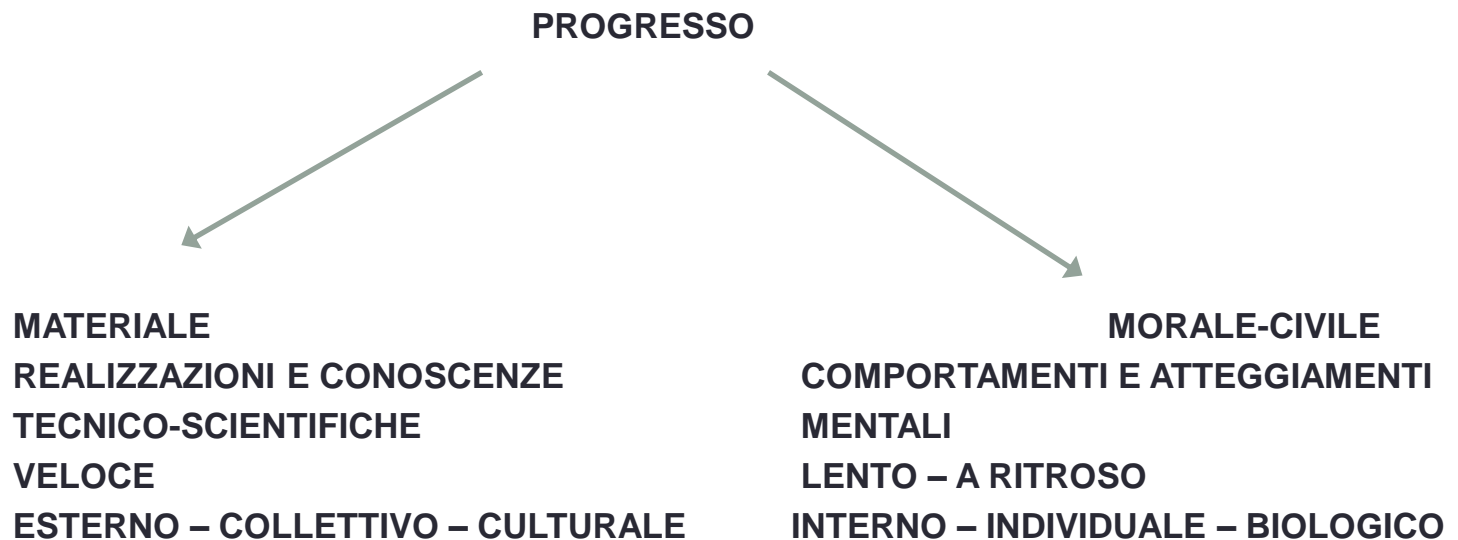 PROGRESSO
MATERIALE
REALIZZAZIONI E CONOSCENZE
TECNICO-SCIENTIFICHE
VELOCE
ESTERNO – COLLETTIVO – CULTURALE
MORALE-CIVILE
COMPORTAMENTI E ATTEGGIAMENTI
MENTALI
LENTO – A RITROSO
INTERNO – INDIVIDUALE – BIOLOGICO